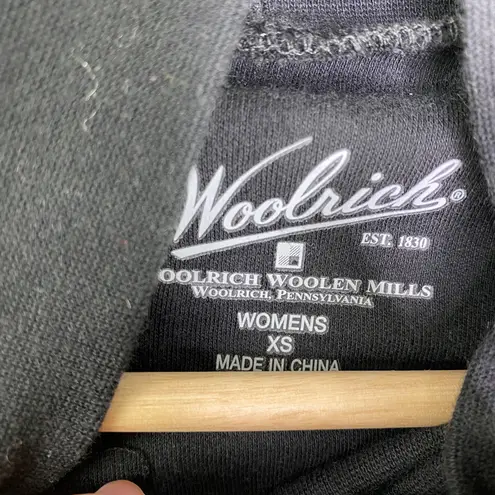 Woolrich®
EST. 1830
OOLRICH WOOLEN MILLS
WOOLRICH, PENNSYLVANIA
WOMENS
XS
MADE IN CHINA